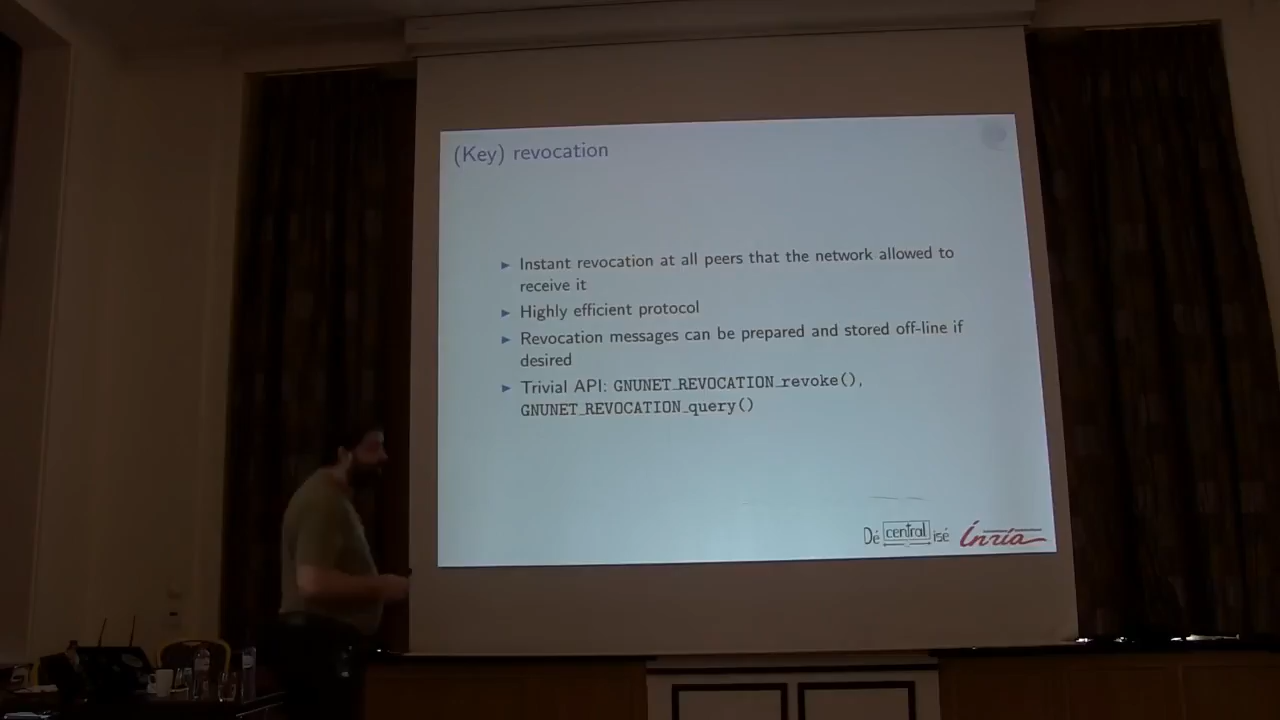 (Key) revocation
► Instant revocation at all peers that the network allowed to
receive it
► Highly efficient protocol
► Revocation messages can be prepared and stored off-line if
desired
► Trivial API: GNUNET_REVOCATION_revoke(),
GNUNET_REVOCATION_query()
Dé central isé Inria